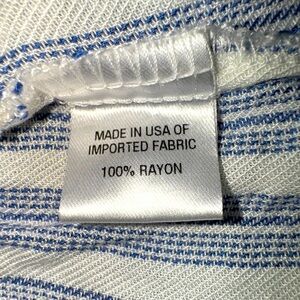 MADE IN USA OF
IMPORTED FABRIC
100% RAYON